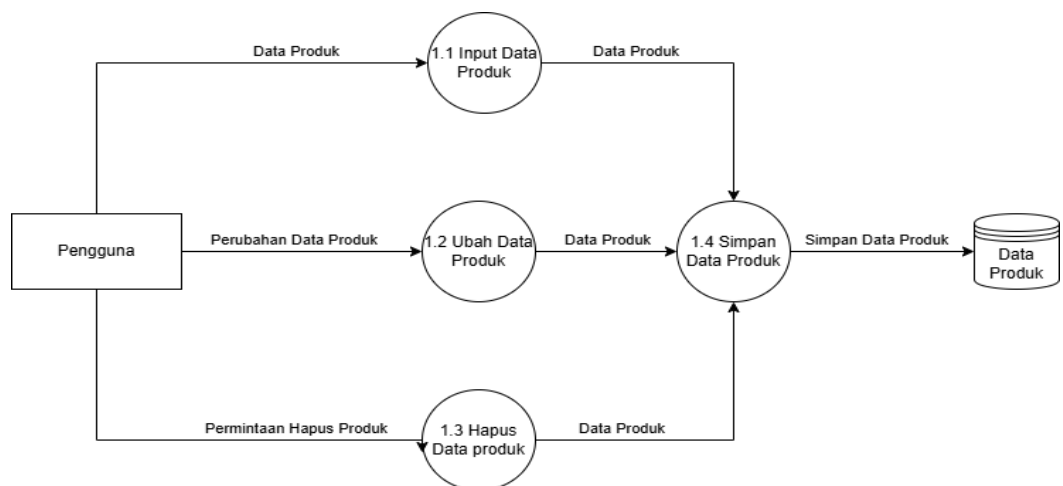 Data Produk
1.1 Input Data
Produk
Data Produk
Pengguna
Perubahan Data Produk
1.2 Ubah Data
Produk
Data Produk
1.4 Simpan
Data Produk
Simpan Data Produk
Data
Produk
Permintaan Hapus Produk
1.3 Hapus
Data produk
Data Produk